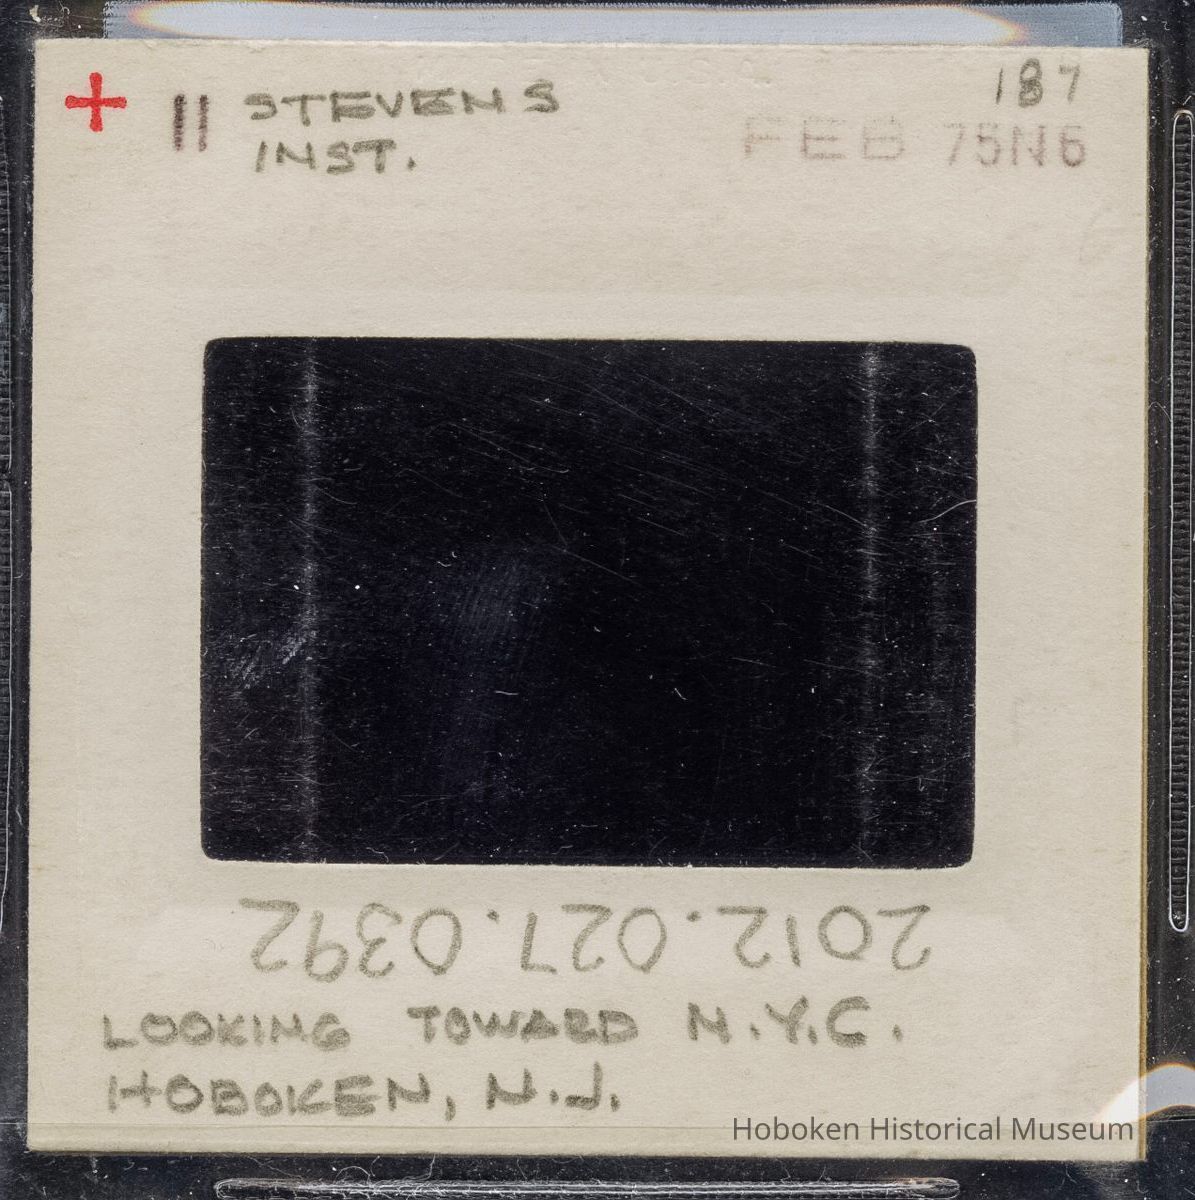 187
+ II STEVENS
INST.
FEB 75N6
2012.027.0392
LOOKING TOWARD N.Y.C.
HOBOKEN, N.J.
Hoboken Historical Museum